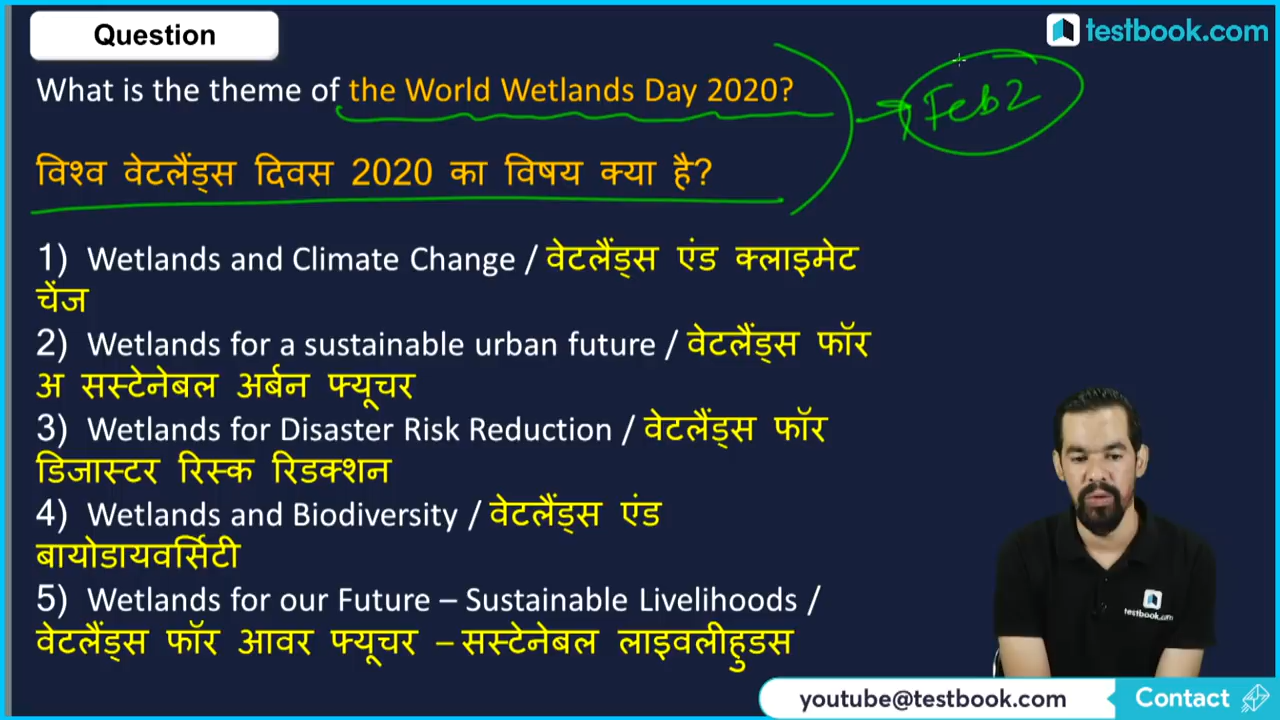 Question
testbook.com
What is the theme of the World Wetlands Day 2020?
Feb 2
विश्व वेटलैंड्स दिवस 2020 का विषय क्या है?
1) Wetlands and Climate Change / वेटलैंड्स एंड क्लाइमेट
चेंज
2) Wetlands for a sustainable urban future / वेटलैंड्स फॉर
अ सस्टेनेबल अर्बन फ्यूचर
3) Wetlands for Disaster Risk Reduction / वेटलैंड्स फॉर
डिजास्टर रिस्क रिडक्शन
4) Wetlands and Biodiversity / वेटलैंड्स एंड
बायोडायवर्सिटी
5) Wetlands for our Future – Sustainable Livelihoods /
वेटलैंड्स फॉर आवर फ्यूचर – सस्टेनेबल लाइवलीहुडस
testbook.com
youtube@testbook.com
Contact